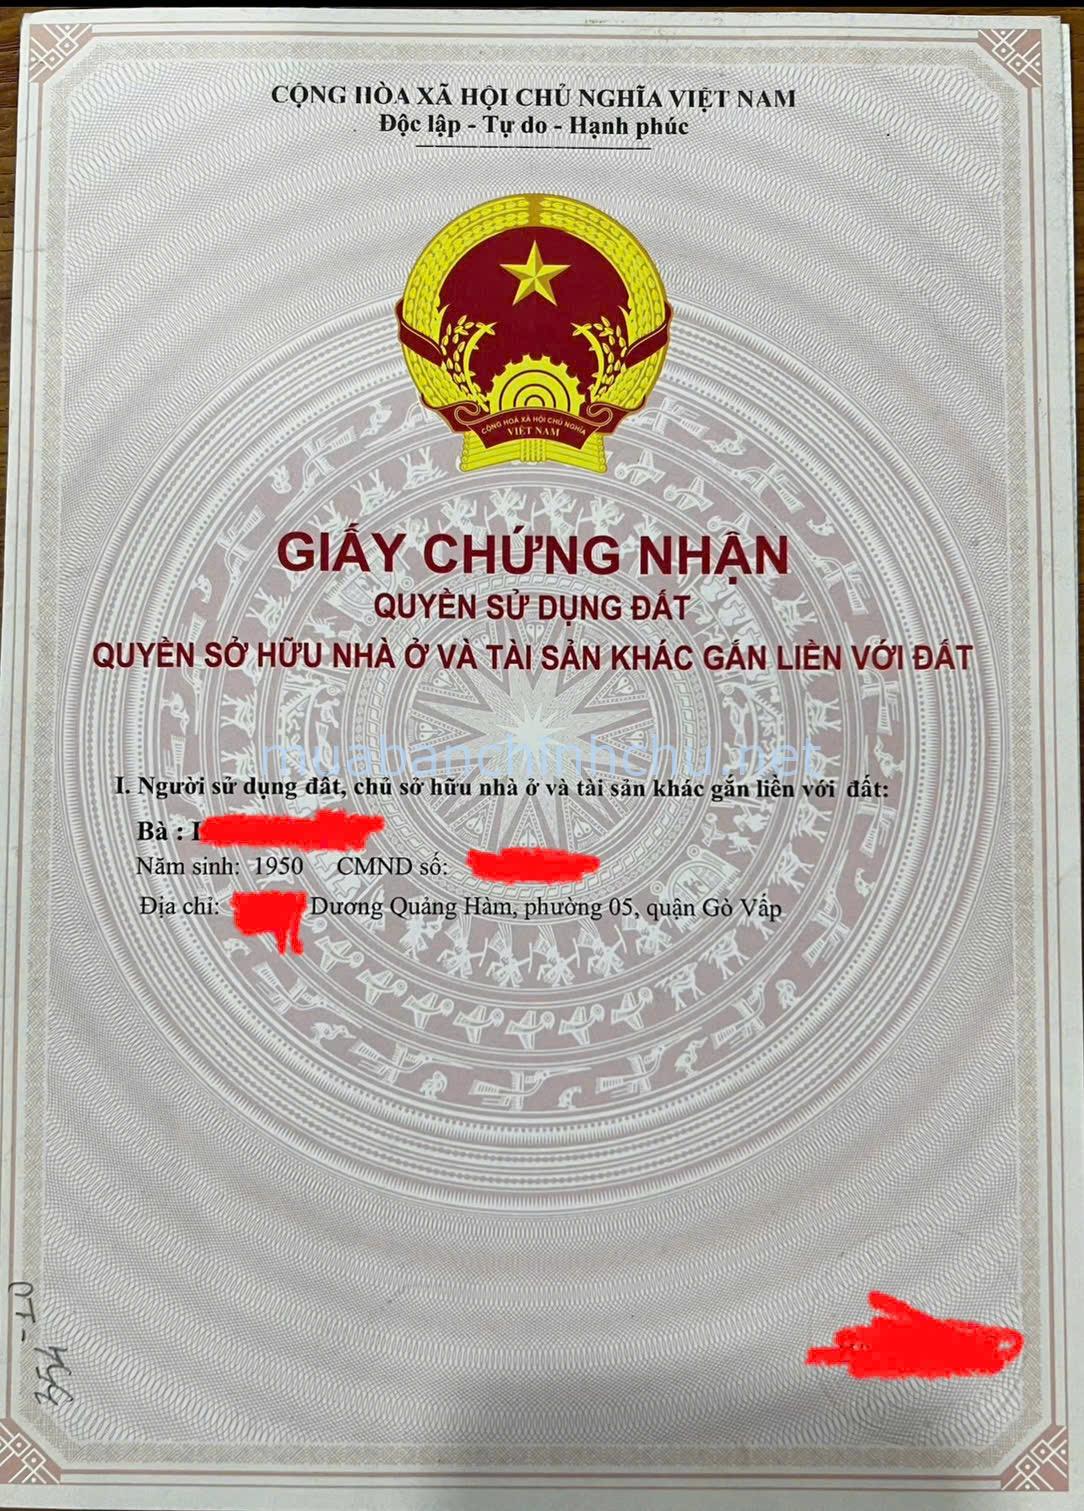 CỘNG HÒA XÃ HỘI CHỦ NGHĨA VIỆT NAM
Độc lập - Tự do - Hạnh phúc
CỘNG HOÀ XÃ HỘI CHỦ NGHĨA
VIỆT NAM
GIẤY CHỨNG NHẬN
QUYỀN SỬ DỤNG ĐẤT
QUYỀN SỞ HỮU NHÀ Ở VÀ TÀI SẢN KHÁC GẮN LIỀN VỚI ĐẤT
muabanchinhchu.net
I. Người sử dụng đất, chủ sở hữu nhà ở và tài sản khác gắn liền với đất:
Bà :
Năm sinh: 1950 CMND số:
Địa chỉ: Dương Quảng Hàm, phường 05, quận Gò Vấp